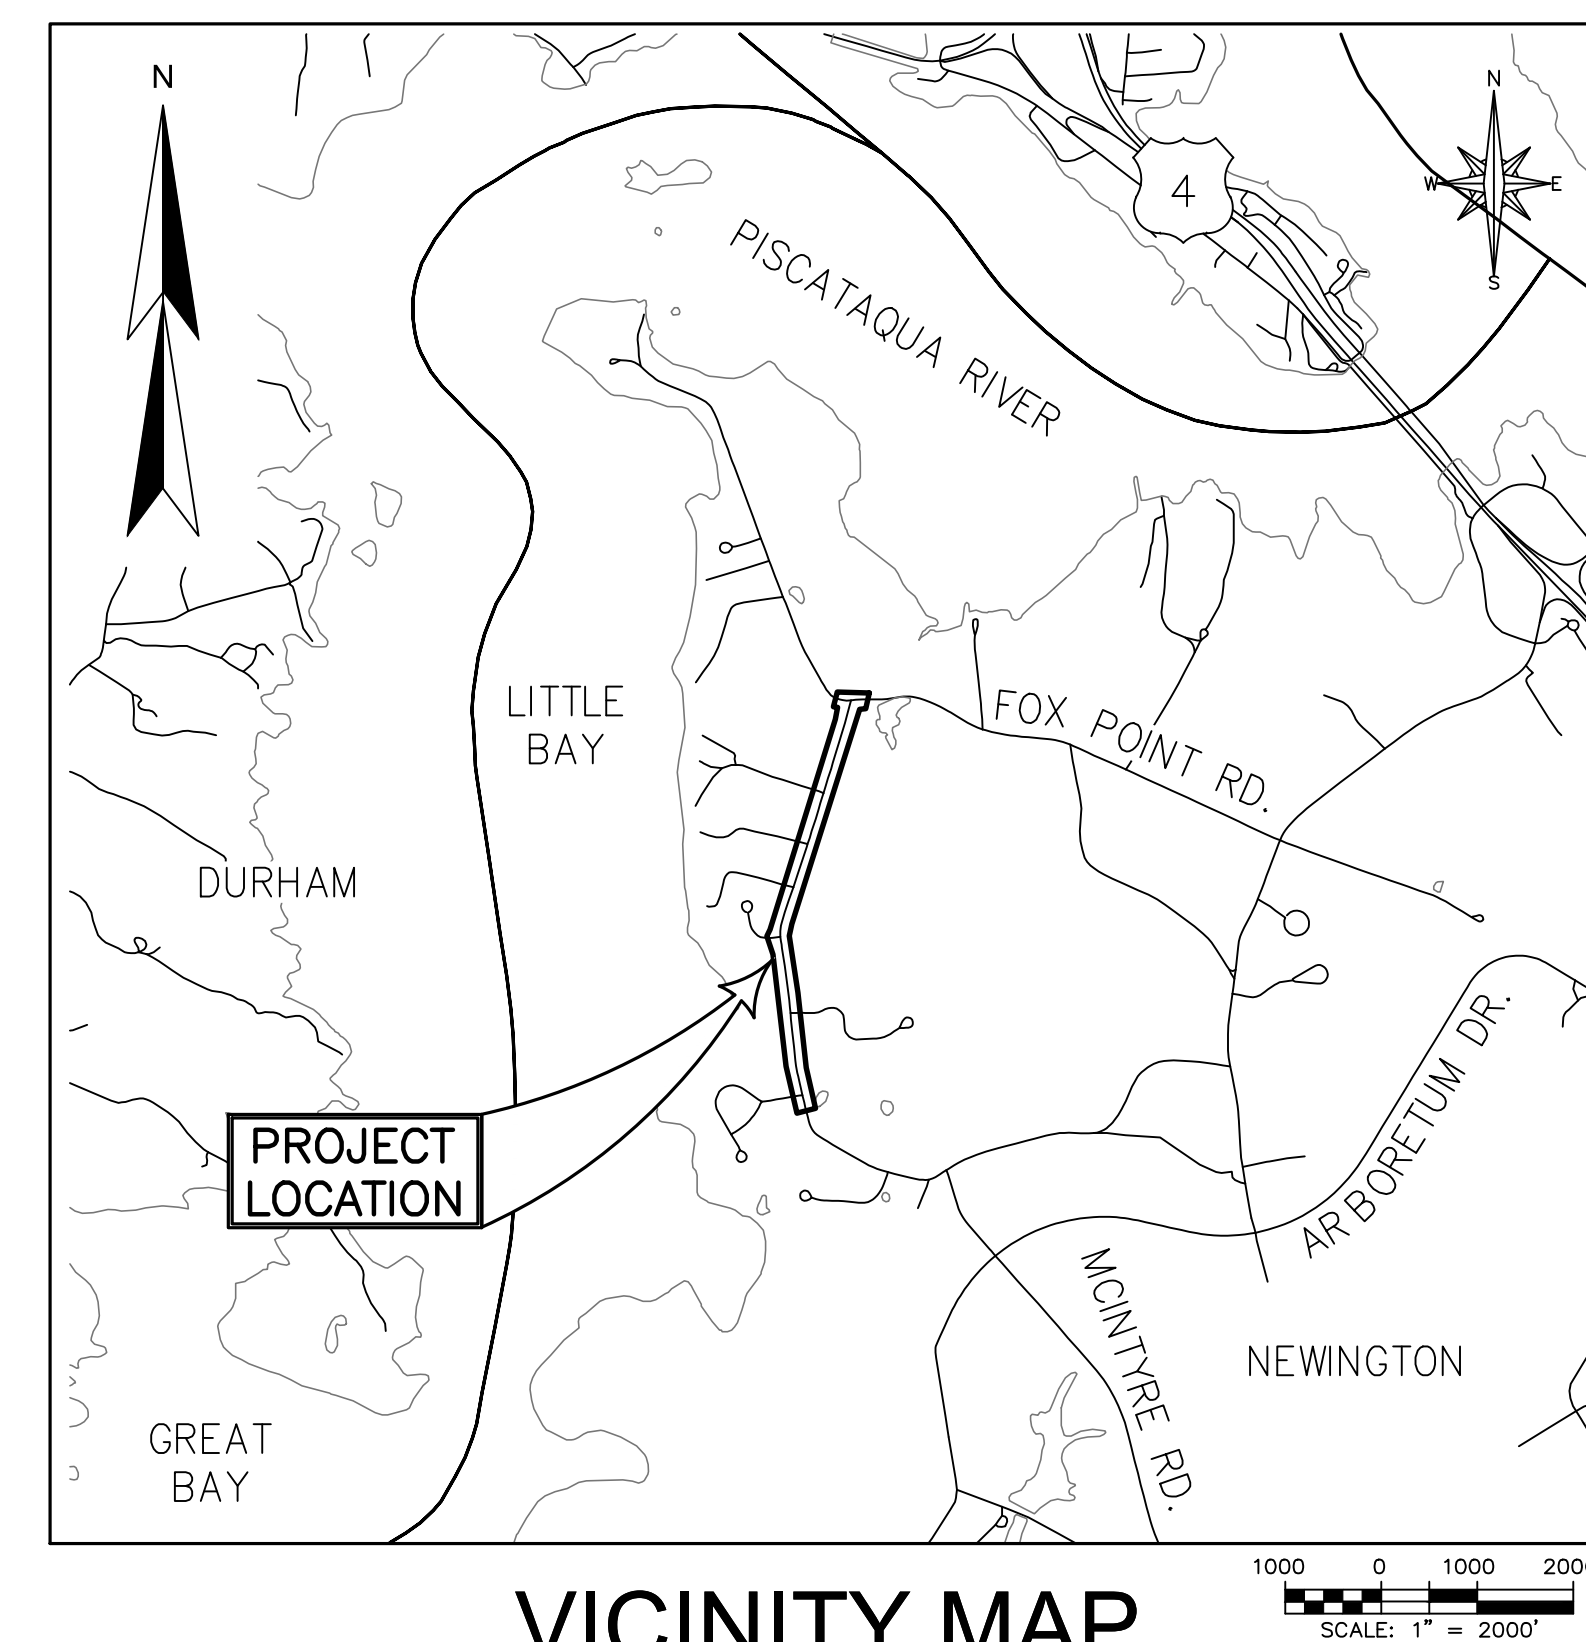 N
N
W E
S
4
PISCATAQUA RIVER
LITTLE
BAY
FOX POINT RD.
DURHAM
ARBORETUM DR.
PROJECT
LOCATION
MCINTYRE RD.
NEWINGTON
GREAT
BAY
VICINITY MAP
1000 0 1000 2000
SCALE: 1" = 2000'